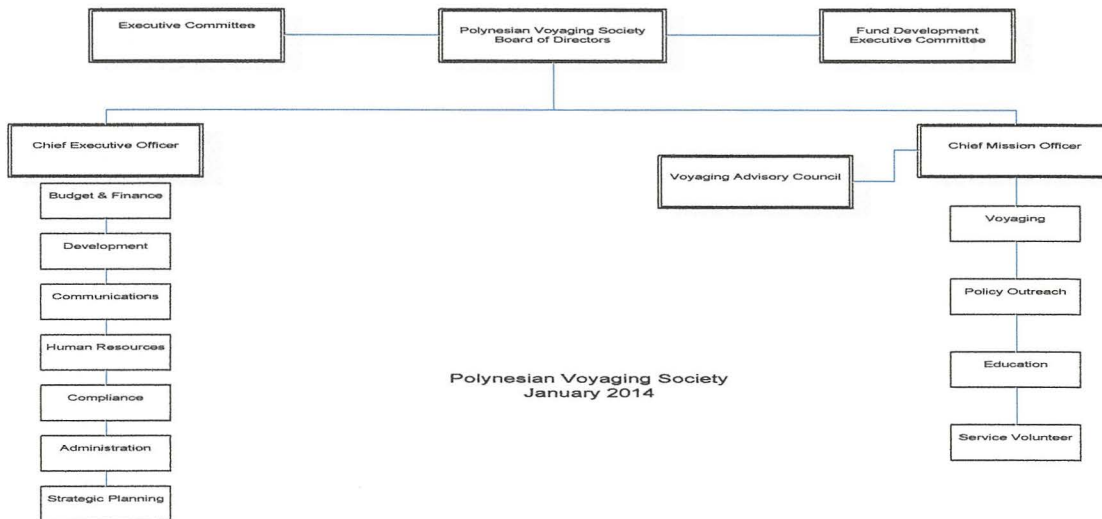 Executive Committee
Polynesian Voyaging Society
Board of Directors
Fund Development
Executive Committee
Chief Executive Officer
Chief Mission Officer
Voyaging Advisory Council
Budget & Finance
Development
Communications
Human Resources
Compliance
Administration
Strategic Planning
Voyaging
Policy Outreach
Education
Service Volunteer
Polynesian Voyaging Society
January 2014